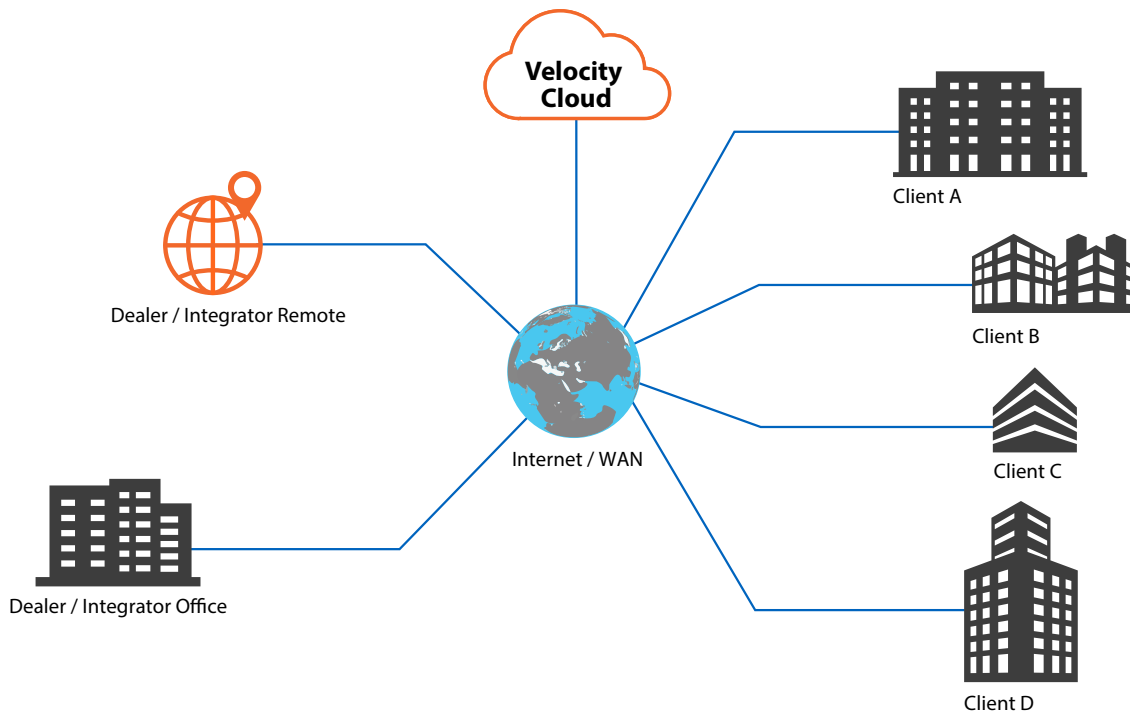 Velocity
Cloud
Client A
Dealer / Integrator Remote
Client B
Internet / WAN
Client C
Dealer / Integrator Office
Client D